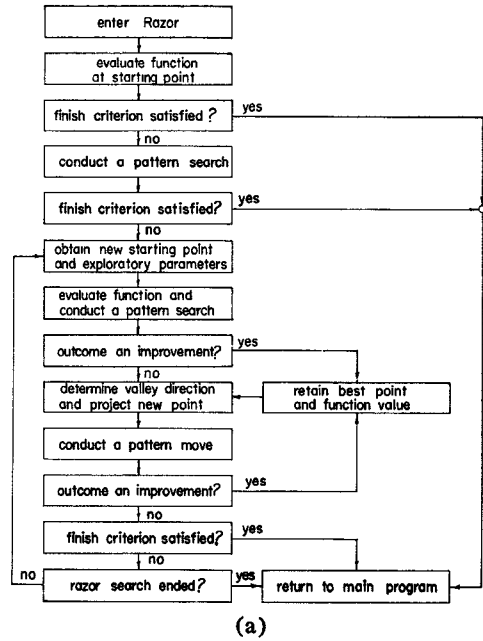 enter Razor
evaluate function
at starting point
finish criterion satisfied?
yes
no
conduct a pattern search
finish criterion satisfied?
yes
no
obtain new starting point
and exploratory parameters
evaluate function and
conduct a pattern search
outcome an improvement?
yes
no
determine valley direction
and project new point
retain best point
and function value
conduct a pattern move
outcome an improvement?
yes
no
finish criterion satisfied?
yes
no
no
razor search ended?
yes
return to main program
(a)